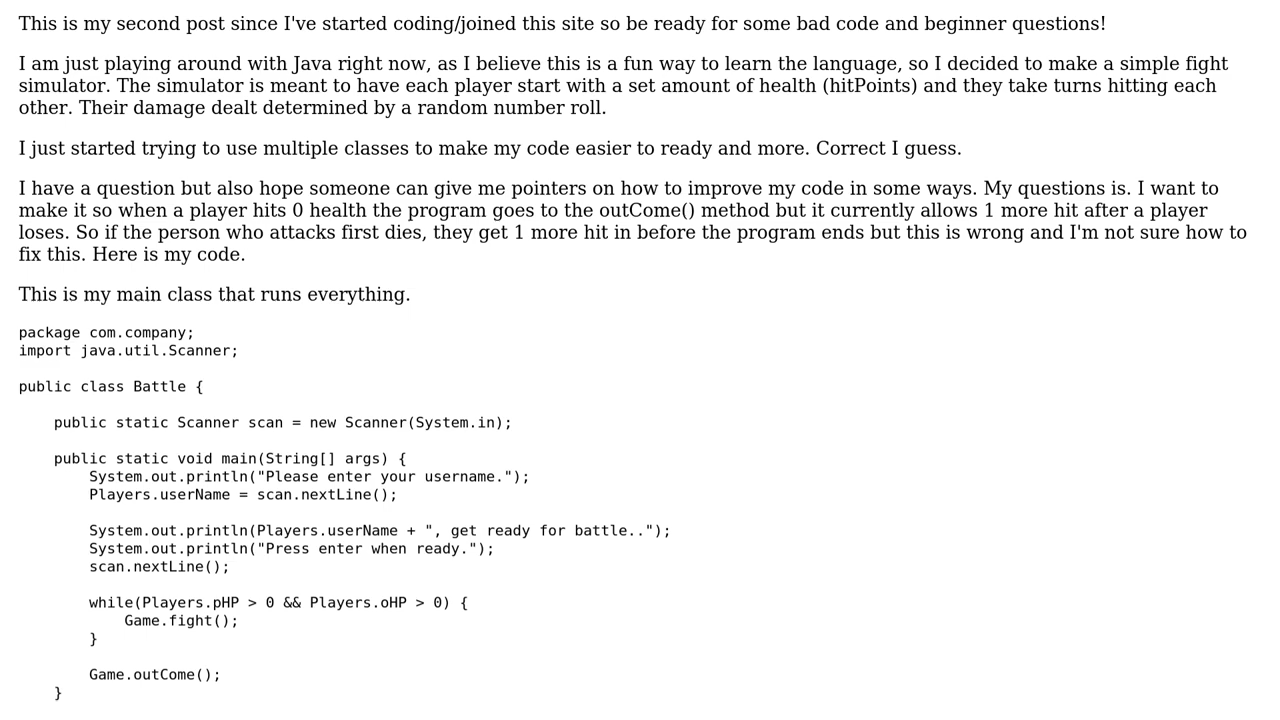 This is my second post since I've started coding/joined this site so be ready for some bad code and beginner questions!
I am just playing around with Java right now, as I believe this is a fun way to learn the language, so I decided to make a simple fight
simulator. The simulator is meant to have each player start with a set amount of health (hitPoints) and they take turns hitting each
other. Their damage dealt determined by a random number roll.
I just started trying to use multiple classes to make my code easier to ready and more. Correct I guess.
I have a question but also hope someone can give me pointers on how to improve my code in some ways. My questions is. I want to
make it so when a player hits 0 health the program goes to the outCome() method but it currently allows 1 more hit after a player
loses. So if the person who attacks first dies, they get 1 more hit in before the program ends but this is wrong and I'm not sure how to
fix this. Here is my code.
This is my main class that runs everything.
package com.company;
import java.util.Scanner;
public class Battle {
    public static Scanner scan = new Scanner(System.in);
    public static void main(String[] args) {
        System.out.println("Please enter your username.");
        Players.userName = scan.nextLine();
        System.out.println(Players.userName + ", get ready for battle..");
        System.out.println("Press enter when ready.");
        scan.nextLine();
        while(Players.pHP > 0 && Players.oHP > 0) {
            Game.fight();
        }
        Game.outCome();
    }